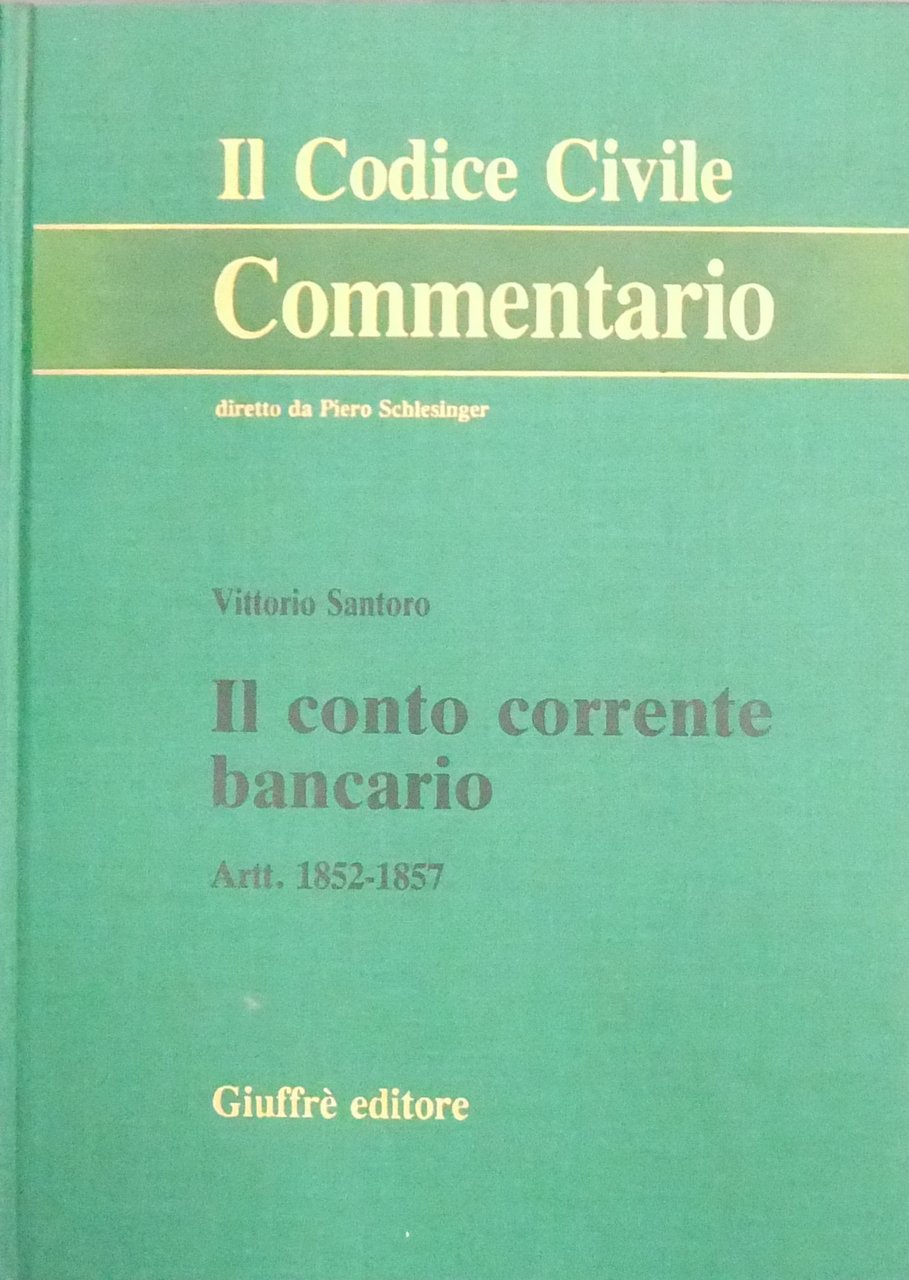 Il Codice Civile
Commentario
diretto da Piero Schlesinger
Vittorio Santoro
Il conto corrente
bancario
Artt. 1852-1857
Giuffrè editore